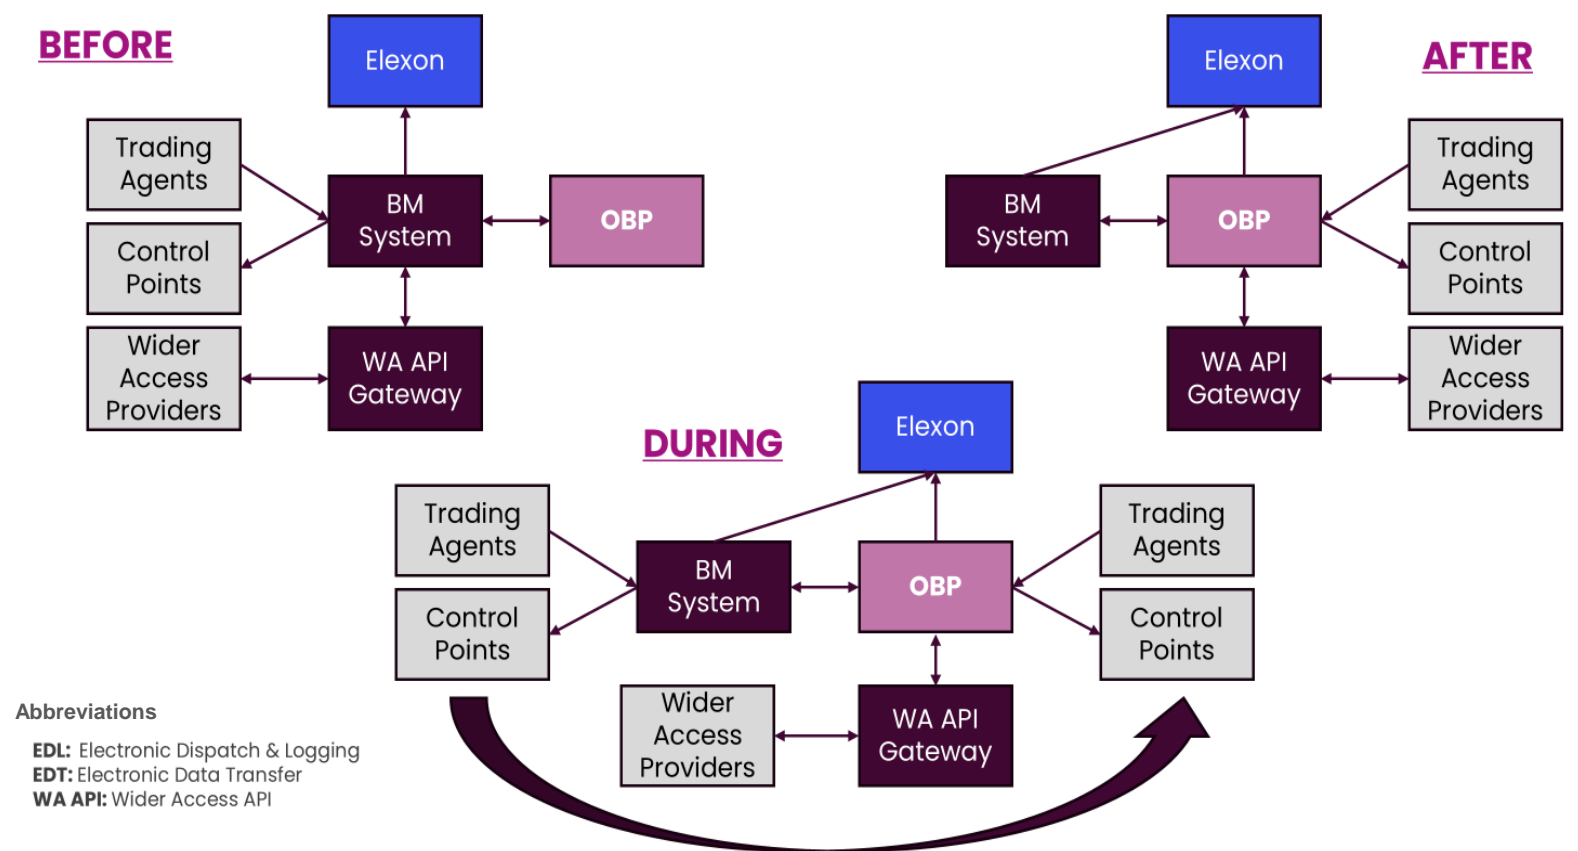 BEFORE
Elexon
Trading
Agents
BM
System
OBP
Control
Points
Wider
Access
Providers
WA API
Gateway
AFTER
Elexon
BM
System
OBP
Trading
Agents
Control
Points
WA API
Gateway
Wider
Access
Providers
DURING
Elexon
Trading
Agents
BM
System
OBP
Trading
Agents
Control
Points
Control
Points
Wider
Access
Providers
WA API
Gateway
Abbreviations
EDL: Electronic Dispatch & Logging
EDT: Electronic Data Transfer
WA API: Wider Access API